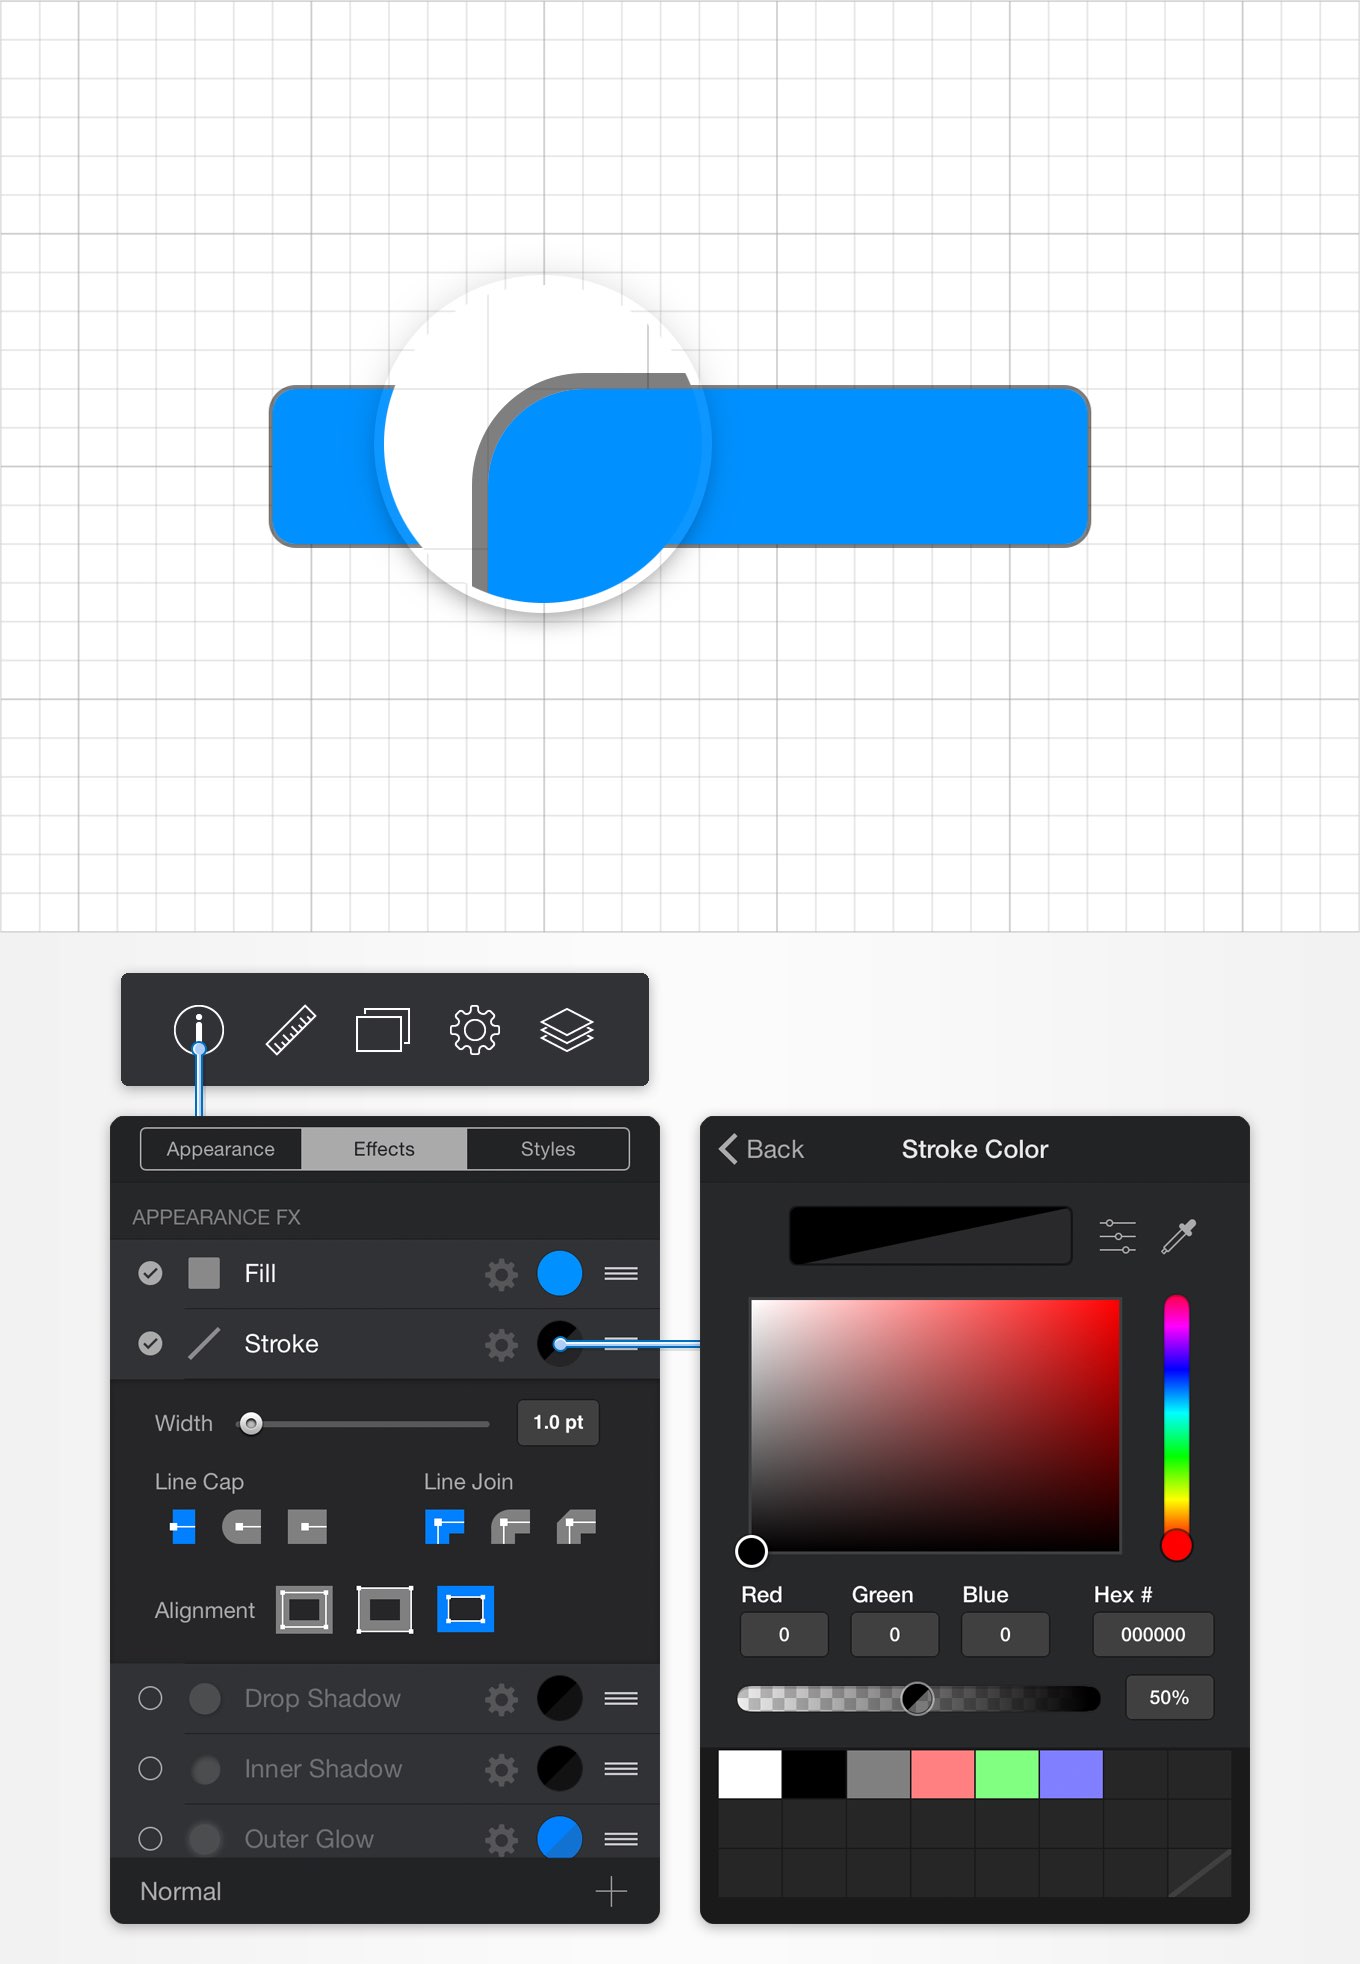 Appearance Effects Styles
APPEARANCE FX
Fill
Stroke
Width 1.0 pt
Line Cap Line Join
Alignment
Drop Shadow
Inner Shadow
Outer Glow
Normal
Back Stroke Color
Red Green Blue Hex #
0 0 0 000000
50%